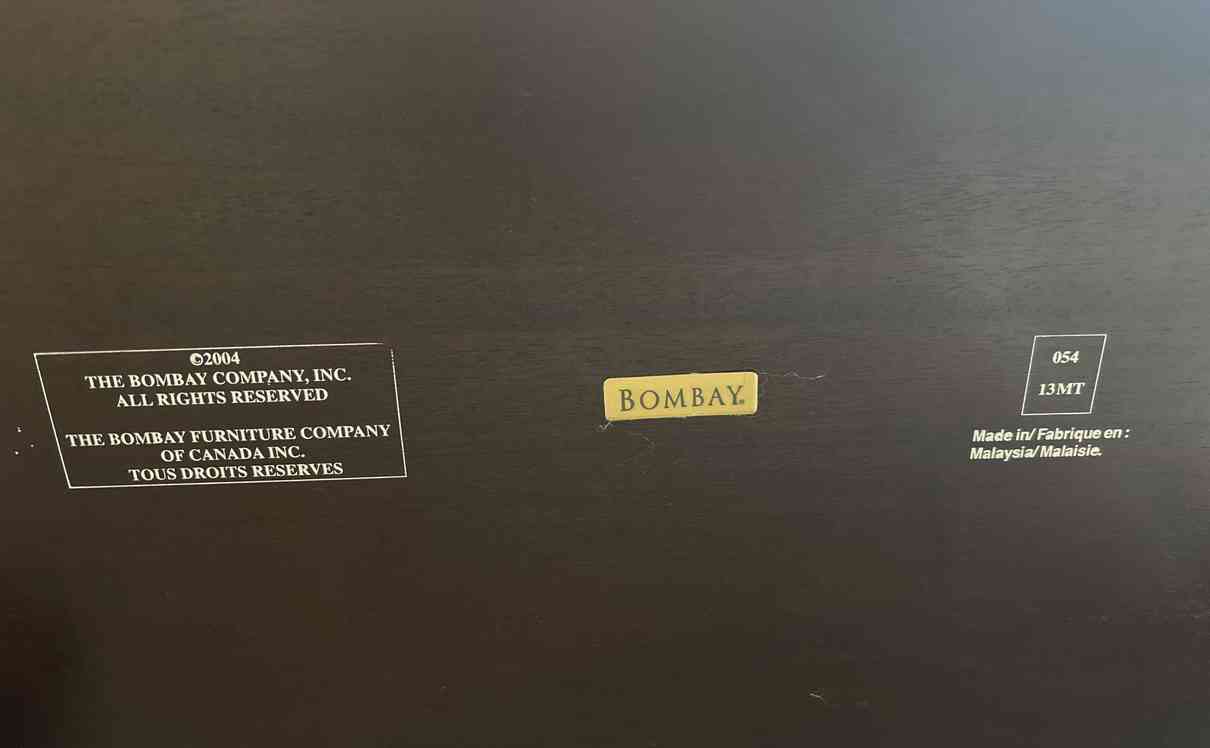 ©2004
THE BOMBAY COMPANY, INC.
ALL RIGHTS RESERVED
THE BOMBAY FURNITURE COMPANY
OF CANADA INC.
TOUS DROITS RESERVES
BOMBAY®
054
13MT
Made in/ Fabrique en :
Malaysia/ Malaisie.